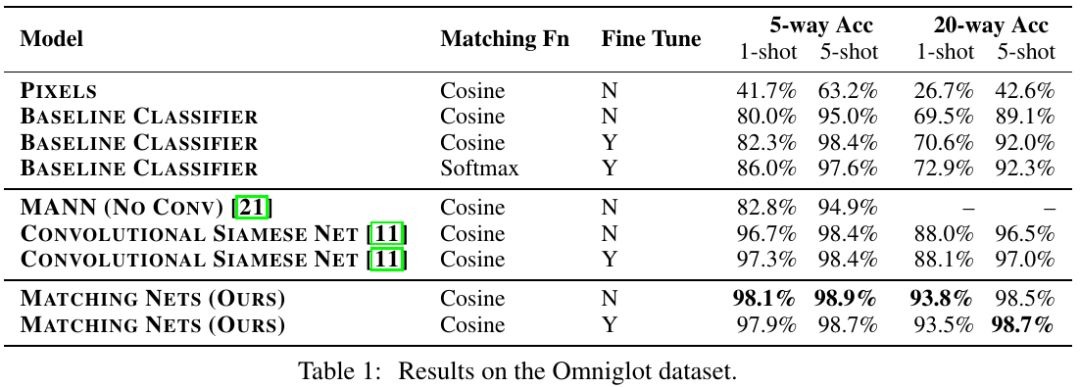 Model Matching Fn Fine Tune 5-way Acc 20-way Acc
1-shot 5-shot 1-shot 5-shot
PIXELS Cosine N 41.7% 63.2% 26.7% 42.6%
BASELINE CLASSIFIER Cosine N 80.0% 95.0% 69.5% 89.1%
BASELINE CLASSIFIER Cosine Y 82.3% 98.4% 70.6% 92.0%
BASELINE CLASSIFIER Softmax Y 86.0% 97.6% 72.9% 92.3%
MANN (NO CONV) [21] Cosine N 82.8% 94.9% – –
CONVOLUTIONAL SIAMESE NET [11] Cosine N 96.7% 98.4% 88.0% 96.5%
CONVOLUTIONAL SIAMESE NET [11] Cosine Y 97.3% 98.4% 88.1% 97.0%
MATCHING NETS (OURS) Cosine N 98.1% 98.9% 93.8% 98.5%
MATCHING NETS (OURS) Cosine Y 97.9% 98.7% 93.5% 98.7%
Table 1: Results on the Omniglot dataset.